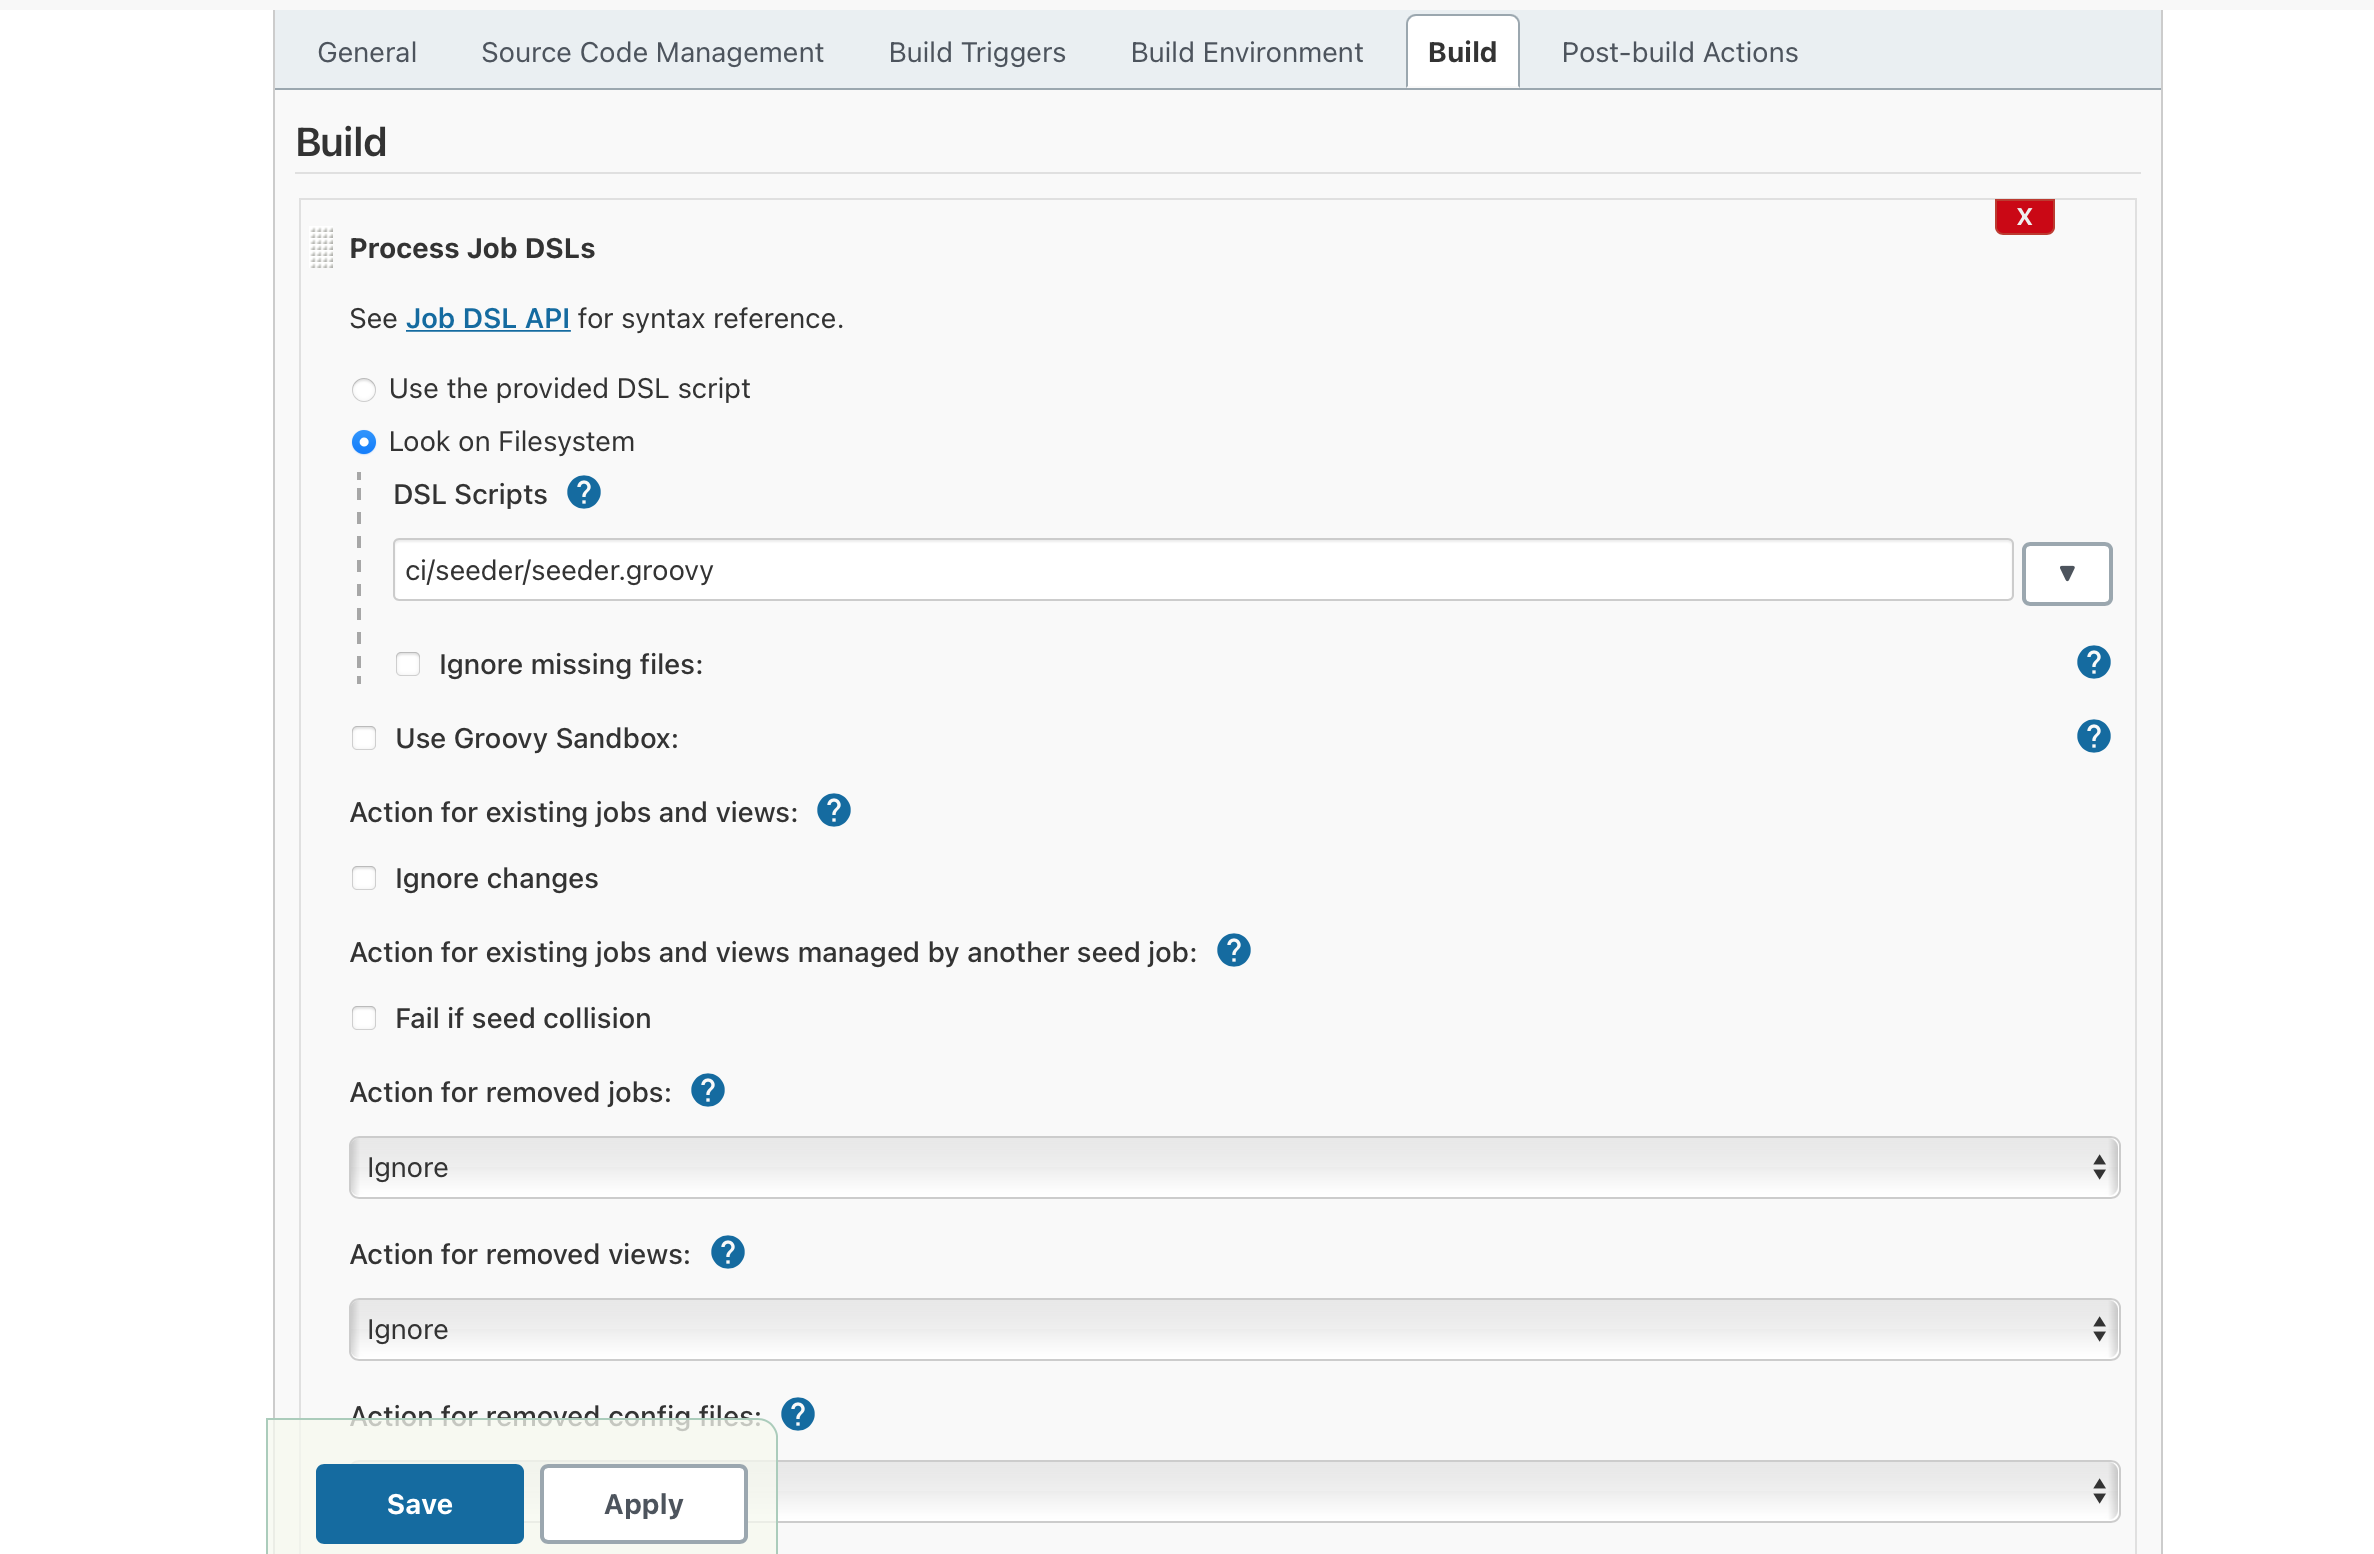 General Source Code Management Build Triggers Build Environment Build Post-build Actions
Build
X
Process Job DSLs
See Job DSL API for syntax reference.
Use the provided DSL script
Look on Filesystem
DSL Scripts ?
ci/seeder/seeder.groovy
Ignore missing files: ?
Use Groovy Sandbox: ?
Action for existing jobs and views: ?
Ignore changes
Action for existing jobs and views managed by another seed job: ?
Fail if seed collision
Action for removed jobs: ?
Ignore
Action for removed views: ?
Ignore
Action for removed config files: ?
Save Apply